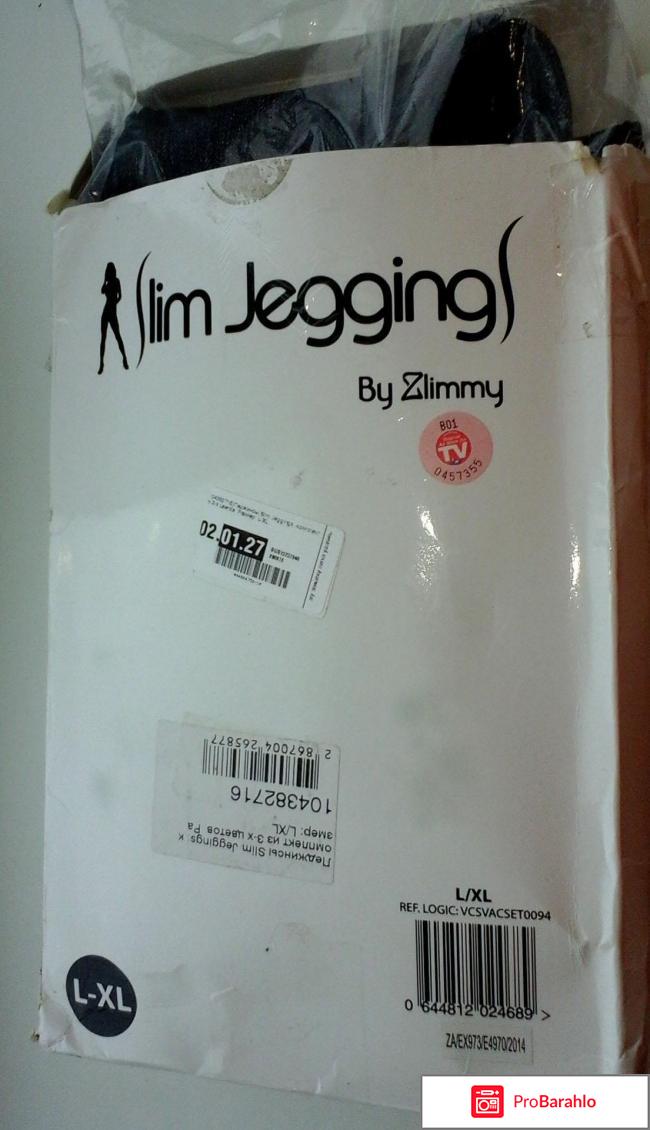 Slim Jeggings
By Zlimmy
B01
TV
0457355
02.01.27
2 867004 265877
104382716
Леджинсы Slim Jeggings: к
омплект из 3-х цветов Ра
змер: L/XL
L/XL
REF. LOGIC: VCSVACSET0094
0 644812 024689 >
ZA/EX973/E4970/2014
L-XL
ProBarahlo